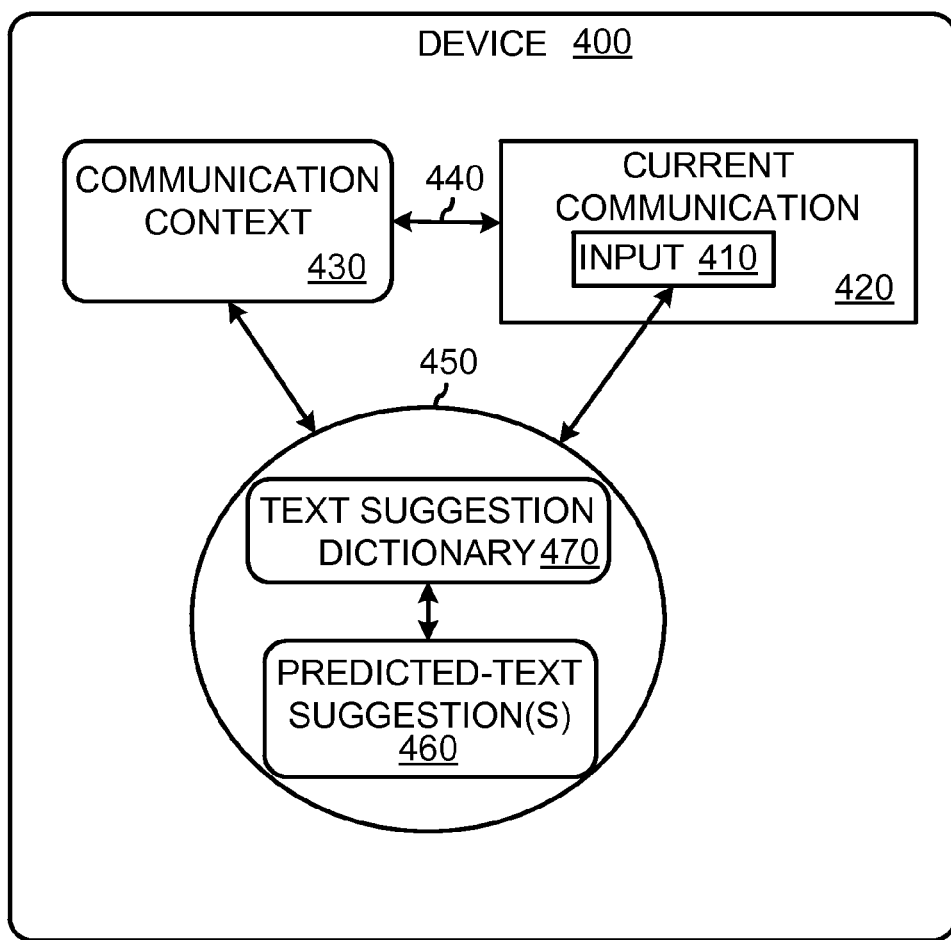 DEVICE 400
COMMUNICATION
CONTEXT
430
440
CURRENT
COMMUNICATION
INPUT 410
420
450
TEXT SUGGESTION
DICTIONARY 470
PREDICTED-TEXT
SUGGESTION(S)
460